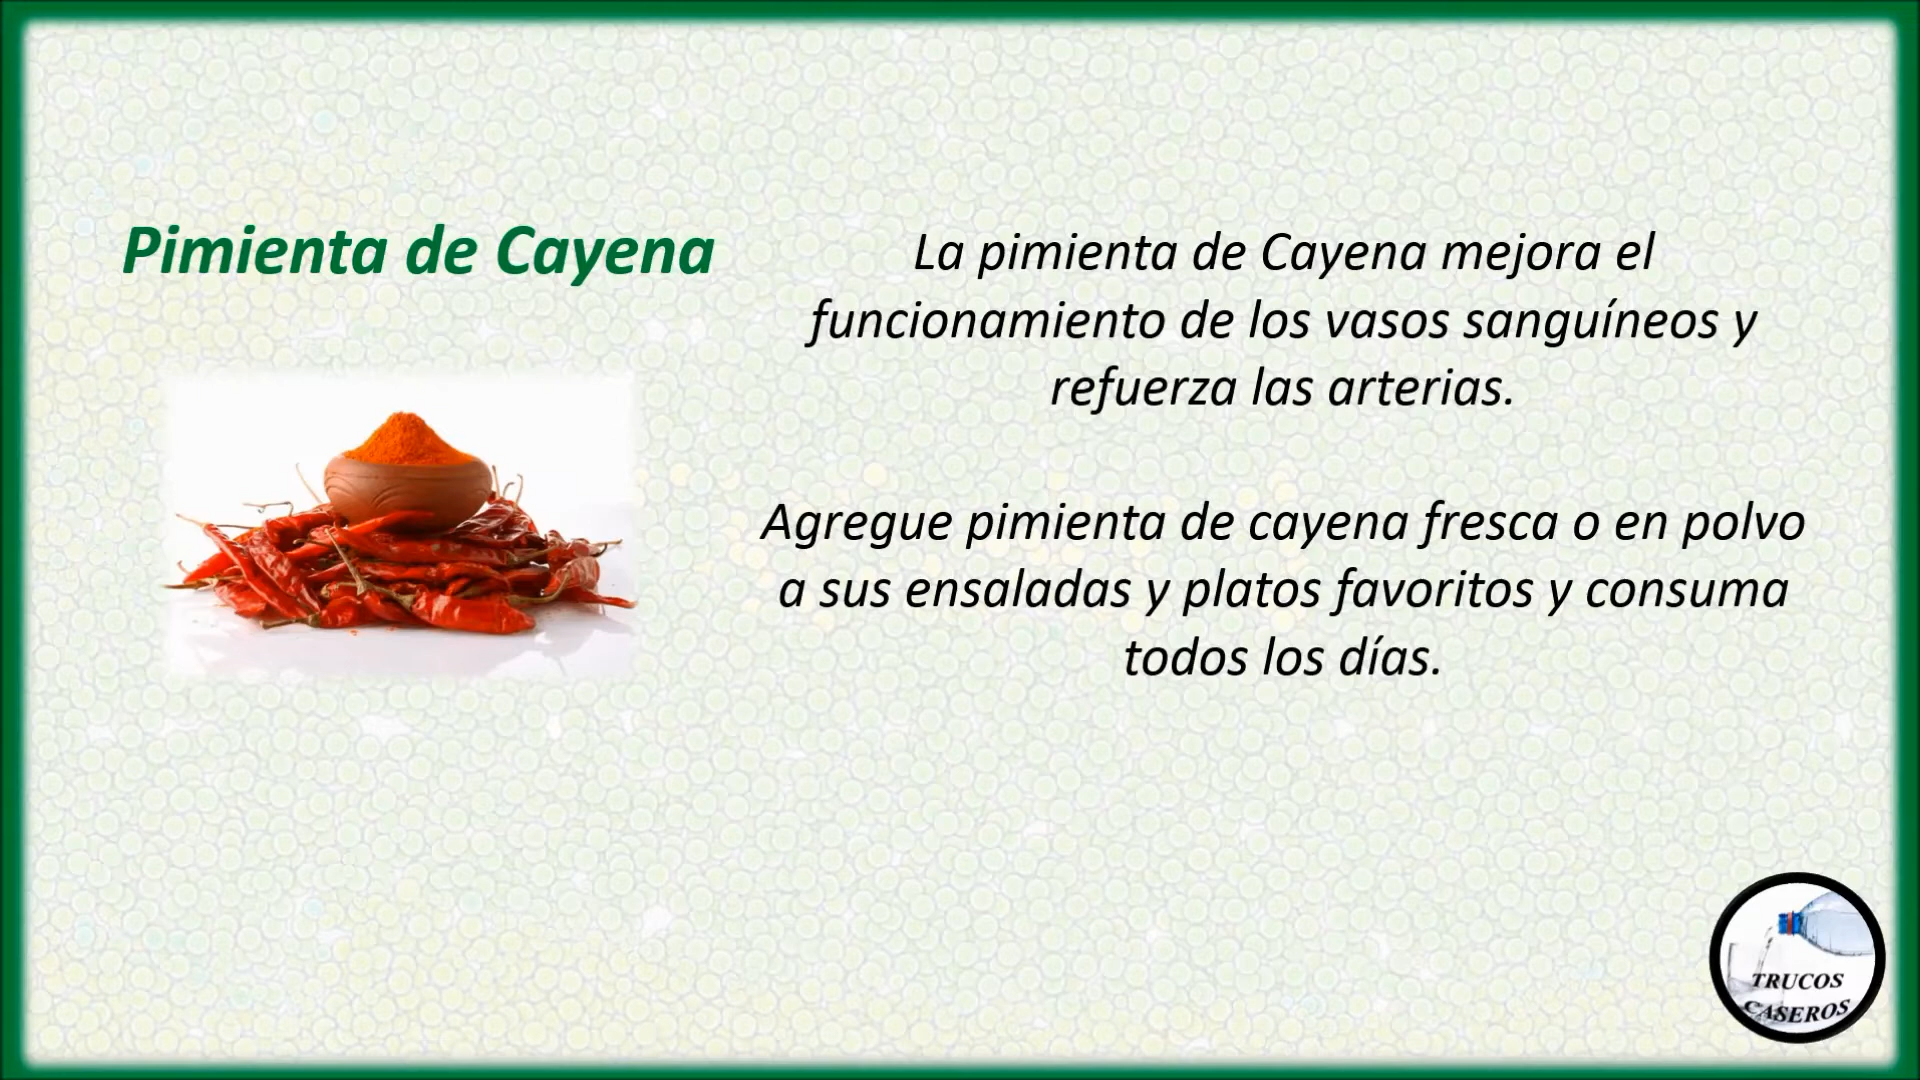 Pimienta de Cayena
La pimienta de Cayena mejora el
funcionamiento de los vasos sanguíneos y
refuerza las arterias.
Agregue pimienta de cayena fresca o en polvo
a sus ensaladas y platos favoritos y consuma
todos los días.
TRUCOS
CASEROS